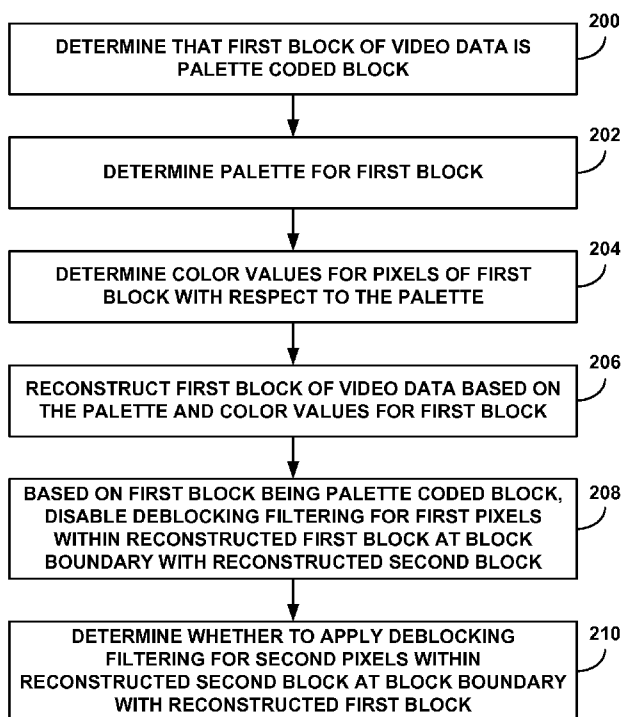 200
DETERMINE THAT FIRST BLOCK OF VIDEO DATA IS
PALETTE CODED BLOCK
202
DETERMINE PALETTE FOR FIRST BLOCK
204
DETERMINE COLOR VALUES FOR PIXELS OF FIRST
BLOCK WITH RESPECT TO THE PALETTE
206
RECONSTRUCT FIRST BLOCK OF VIDEO DATA BASED ON
THE PALETTE AND COLOR VALUES FOR FIRST BLOCK
208
BASED ON FIRST BLOCK BEING PALETTE CODED BLOCK,
DISABLE DEBLOCKING FILTERING FOR FIRST PIXELS
WITHIN RECONSTRUCTED FIRST BLOCK AT BLOCK
BOUNDARY WITH RECONSTRUCTED SECOND BLOCK
210
DETERMINE WHETHER TO APPLY DEBLOCKING
FILTERING FOR SECOND PIXELS WITHIN
RECONSTRUCTED SECOND BLOCK AT BLOCK BOUNDARY
WITH RECONSTRUCTED FIRST BLOCK